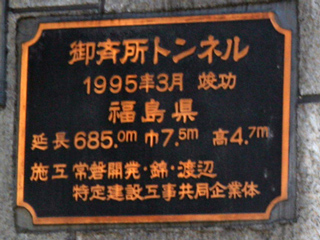 御斉所トンネル
1995年3月 竣功
福島県
延長685.0m 巾7.5m 高4.7m
施工 常磐開発・錦・渡辺
特定建設工事共同企業体